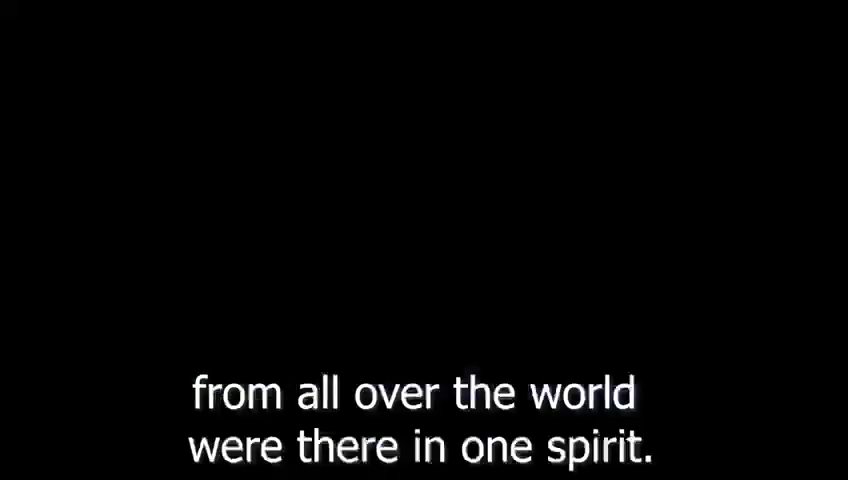 from all over the world
were there in one spirit.